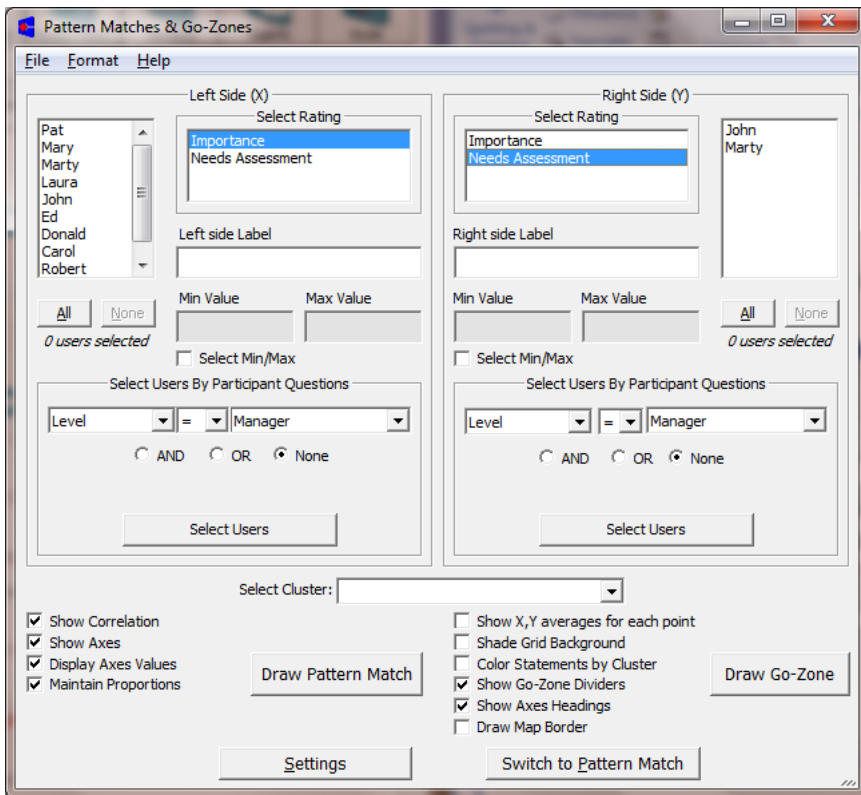 Pattern Matches & Go-Zones
File Format Help
Left Side (X)
Pat
Mary
Marty
Laura
John
Ed
Donald
Carol
Robert
Select Rating
Importance
Needs Assessment
Left side Label
Min Value Max Value
All None
0 users selected
Select Min/Max
Select Users By Participant Questions
Level = Manager
AND OR None
Select Users
Right Side (Y)
Select Rating
Importance
Needs Assessment
John
Marty
Right side Label
Min Value Max Value
All None
0 users selected
Select Min/Max
Select Users By Participant Questions
Level = Manager
AND OR None
Select Users
Select Cluster:
Show Correlation
Show Axes
Display Axes Values
Maintain Proportions
Draw Pattern Match
Show X,Y averages for each point
Shade Grid Background
Color Statements by Cluster
Show Go-Zone Dividers
Show Axes Headings
Draw Map Border
Draw Go-Zone
Settings
Switch to Pattern Match